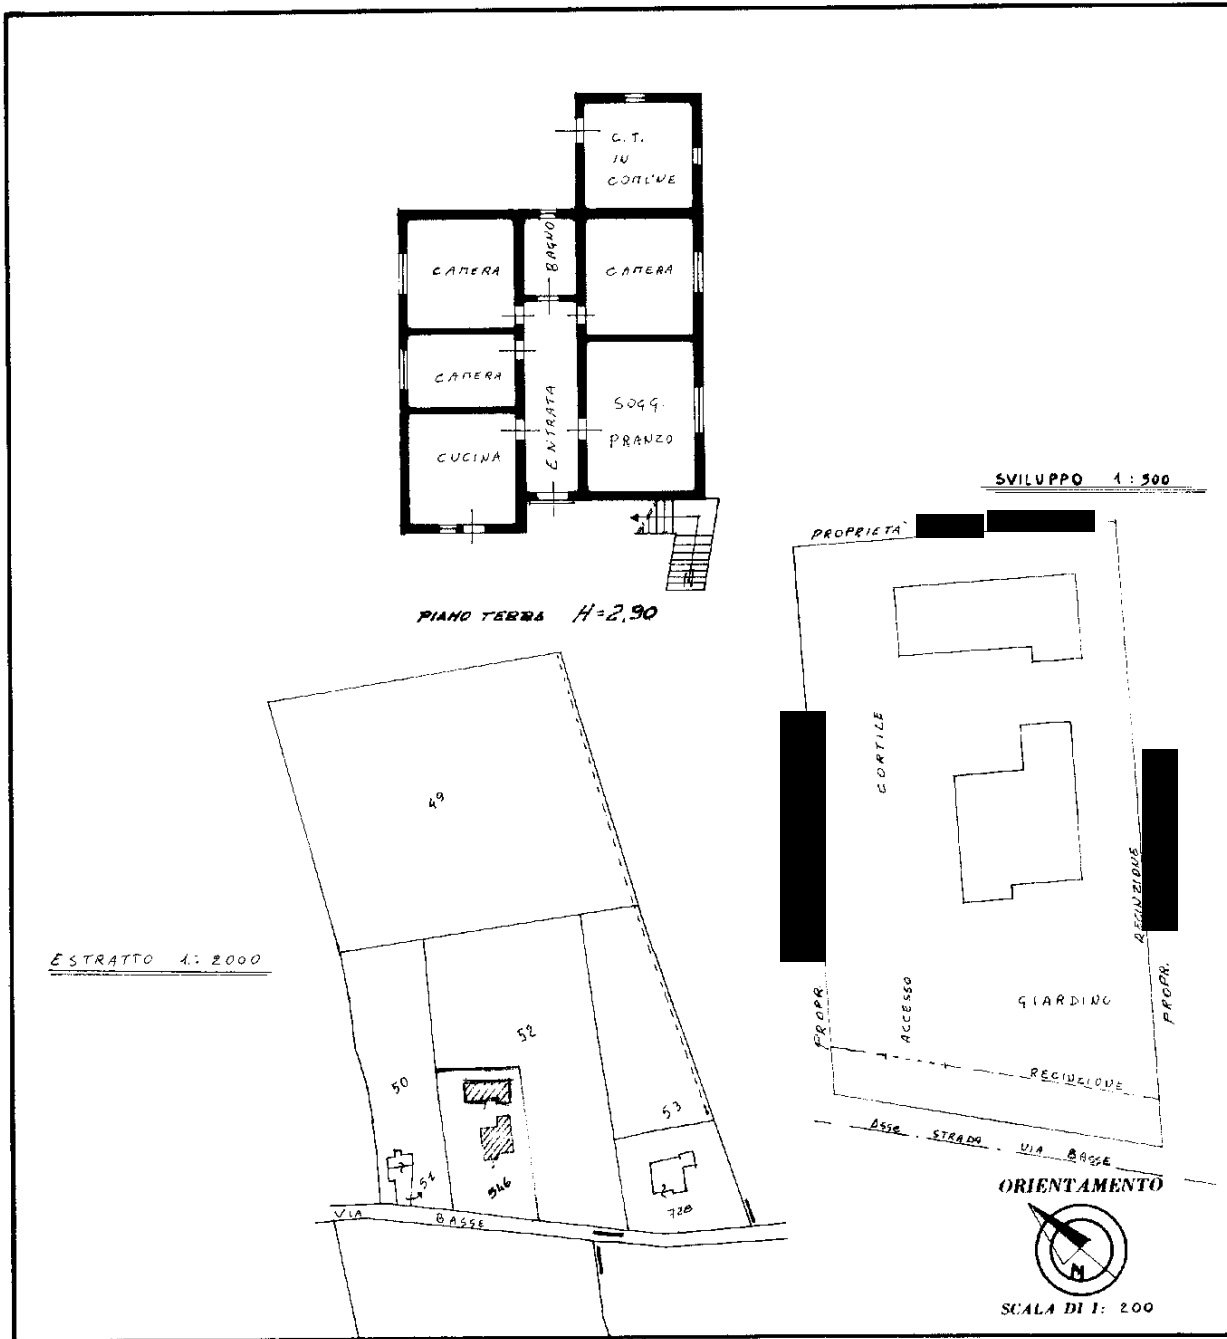 C.T.
IN
COMUNE
CAMERA
BAGNO
CAMERA
CAMERA
ENTRATA
SOGG.
PRANZO
CUCINA
PIANO TERRA H=2,90
SVILUPPO 1:500
PROPRIETA'
CORTILE
RECINZIONE
PROPR.
PROPR.
ACCESSO
GIARDINO
RECINZIONE
ASSE STRADA VIA BASSE
ESTRATTO 1:2000
49
52
50
53
51
546
728
VIA BASSE
ORIENTAMENTO
N
SCALA DI 1: 200